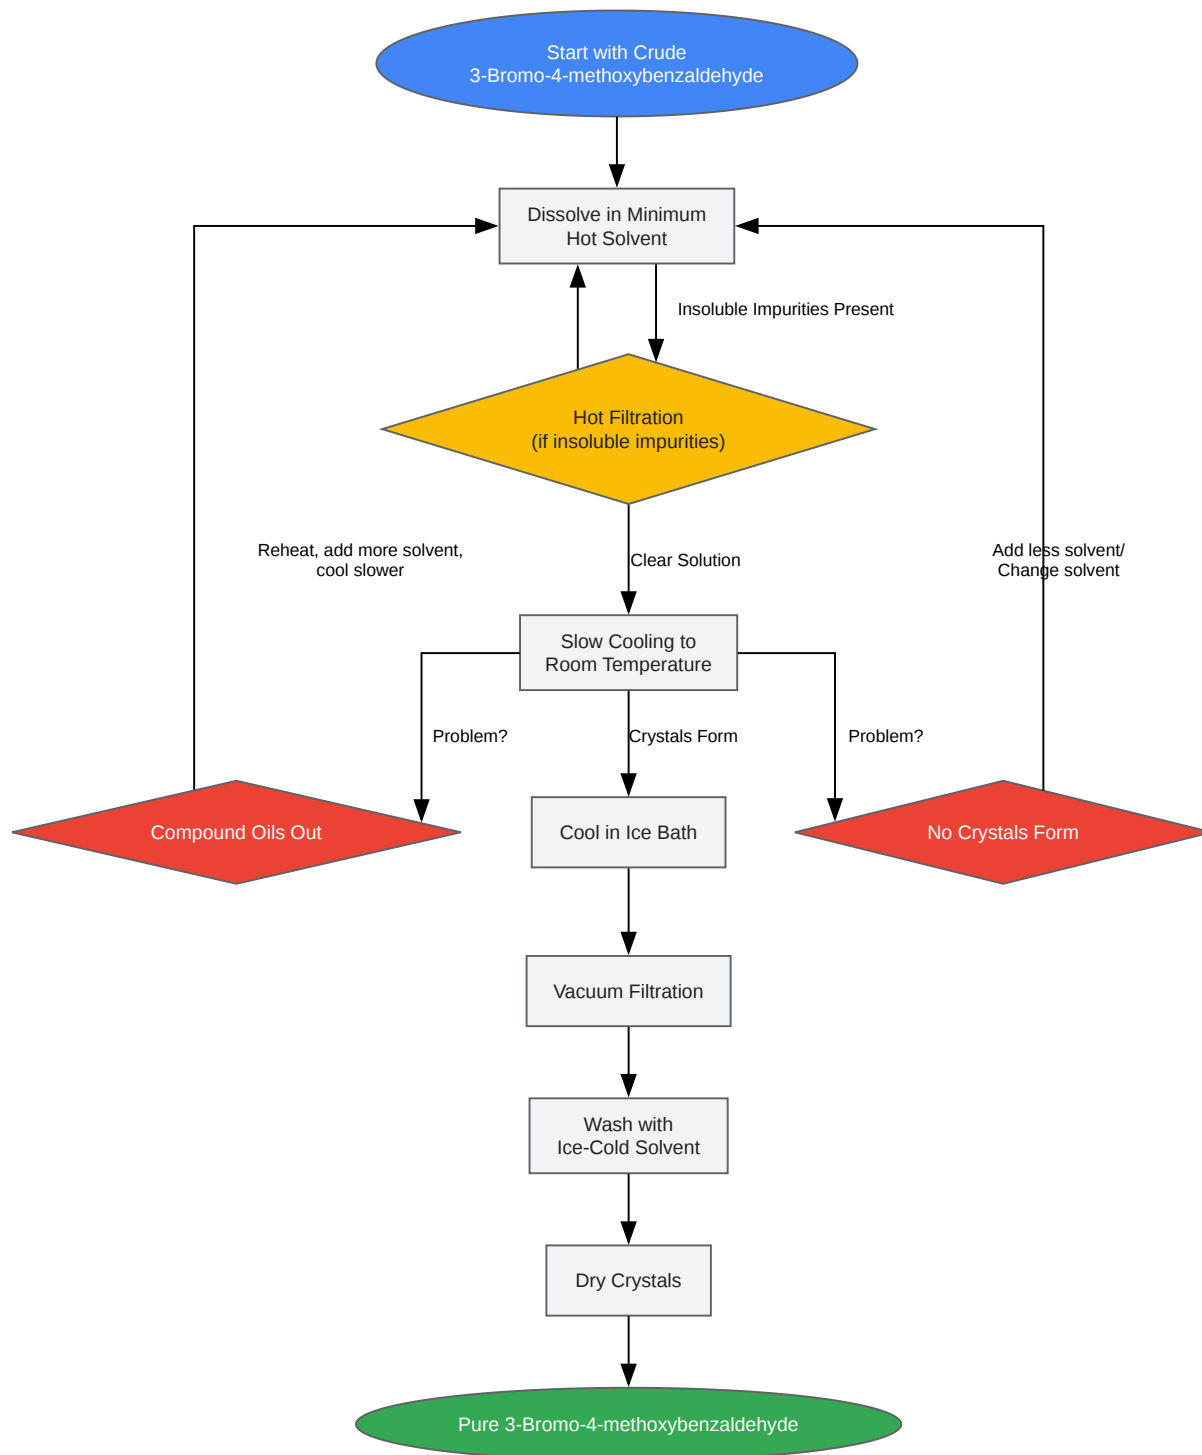 Start with Crude
3-Bromo-4-methoxybenzaldehyde
Dissolve in Minimum
Hot Solvent
Insoluble Impurities Present
Hot Filtration
(if insoluble impurities)
Reheat, add more solvent,
cool slower
Clear Solution
Add less solvent/
Change solvent
Slow Cooling to
Room Temperature
Problem?
Crystals Form
Problem?
Compound Oils Out
Cool in Ice Bath
No Crystals Form
Vacuum Filtration
Wash with
Ice-Cold Solvent
Dry Crystals
Pure 3-Bromo-4-methoxybenzaldehyde